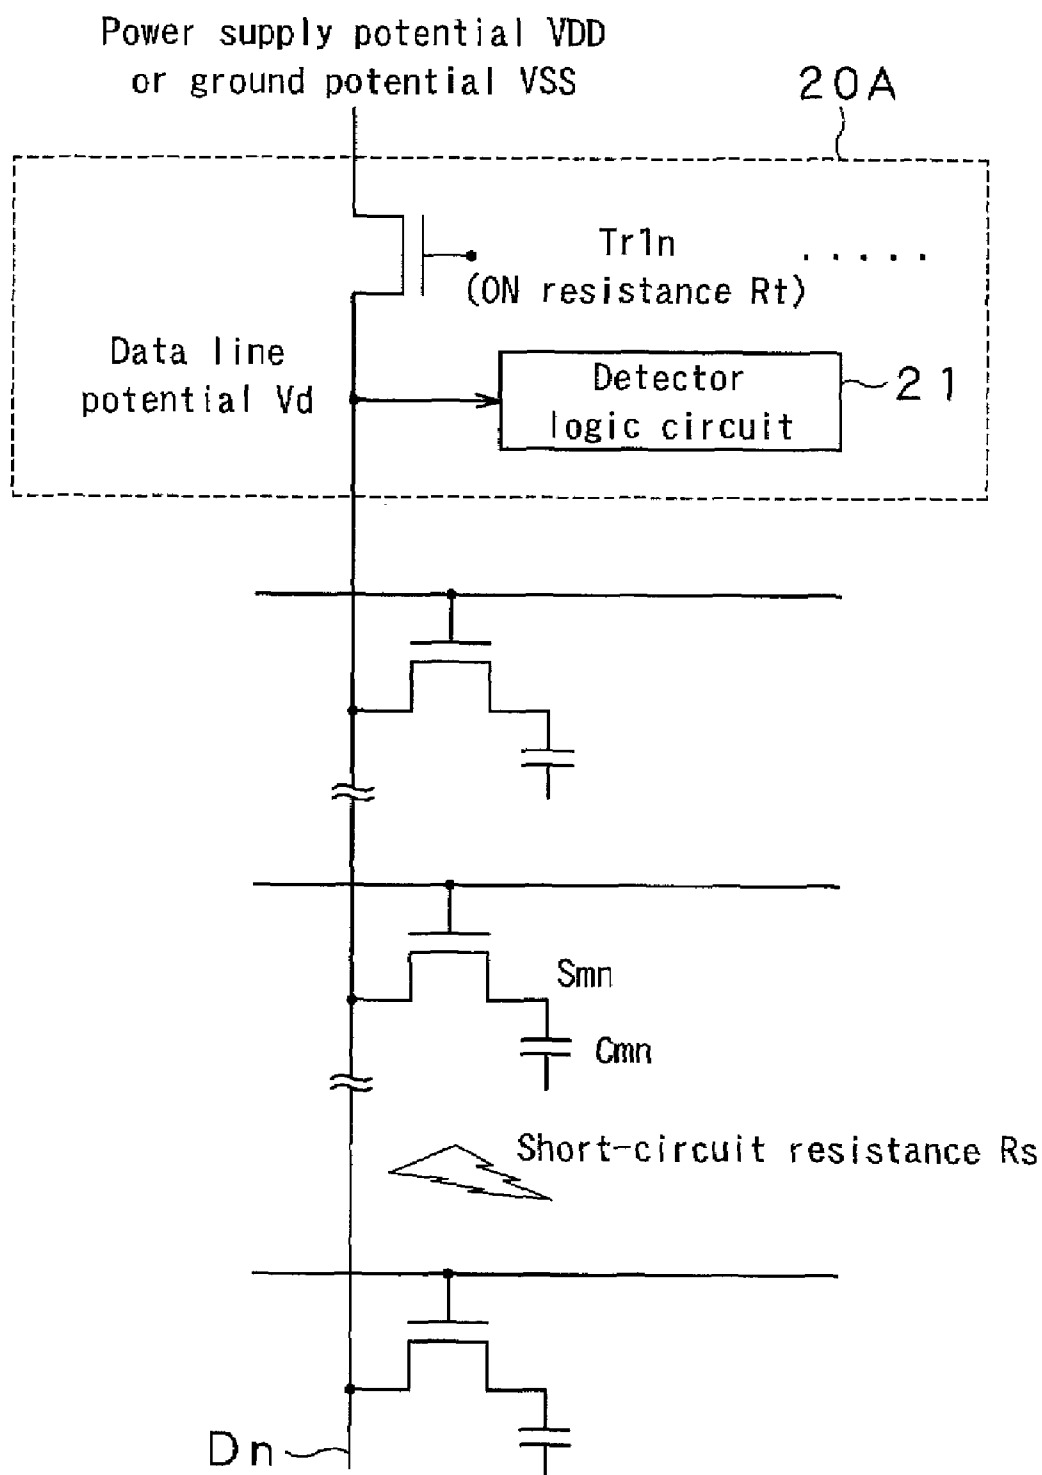 Power supply potential VDD
or ground potential VSS
20A
Tr1n
.....
(ON resistance Rt)
Data line
potential Vd
Detector
logic circuit
21
Smn
Cmn
Short-circuit resistance Rs
Dn